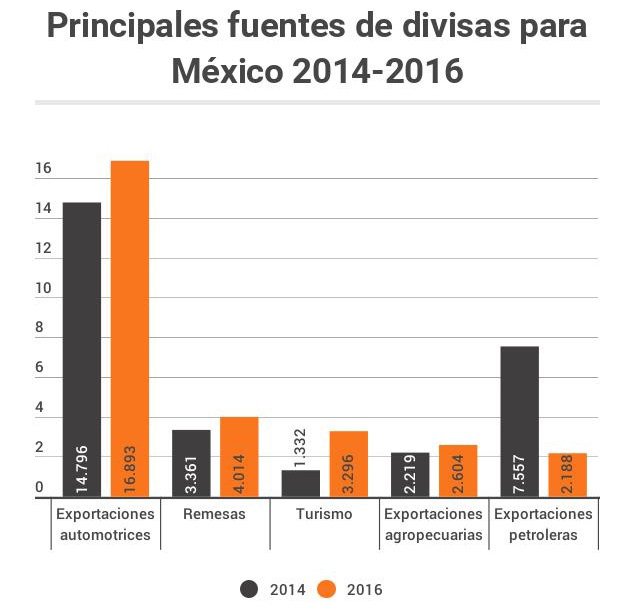 Principales fuentes de divisas para
México 2014-2016
16
14
12
10
8
6
4
2
0
14.796
16.893
3.361
4.014
1.332
3.296
2.219
2.604
7.557
2.188
Exportaciones
automotrices
Remesas
Turismo
Exportaciones
agropecuarias
Exportaciones
petroleras
2014
2016